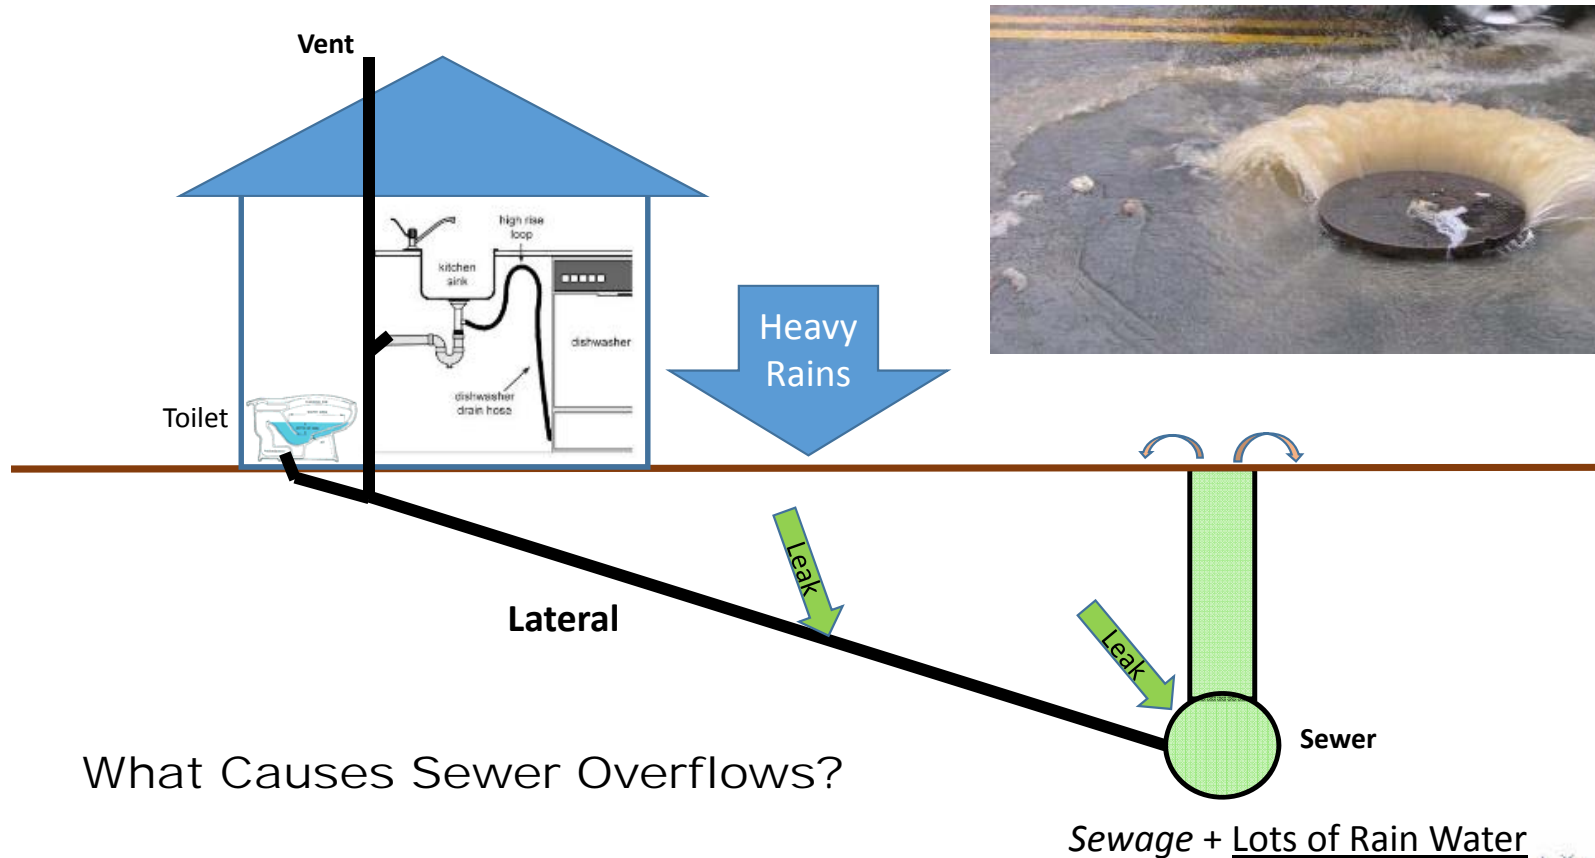 Vent
high rise
loop
kitchen
sink
dishwasher
dishwasher
drain hose
Toilet
Heavy
Rains
Leak
Leak
Lateral
Sewer
What Causes Sewer Overflows?
Sewage + Lots of Rain Water